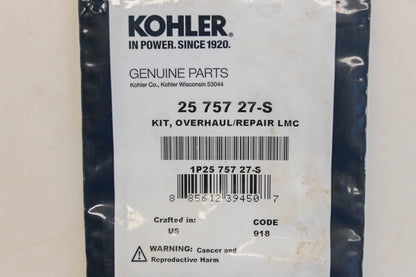 KOHLER®
IN POWER. SINCE 1920.
GENUINE PARTS
Kohler Co., Kohler Wisconsin 53044
25 757 27-S
KIT, OVERHAUL/REPAIR LMC
1P25 757 27-S
8 85612 39450 7
Crafted in: CODE
US 918
WARNING: Cancer and
Reproductive Harm